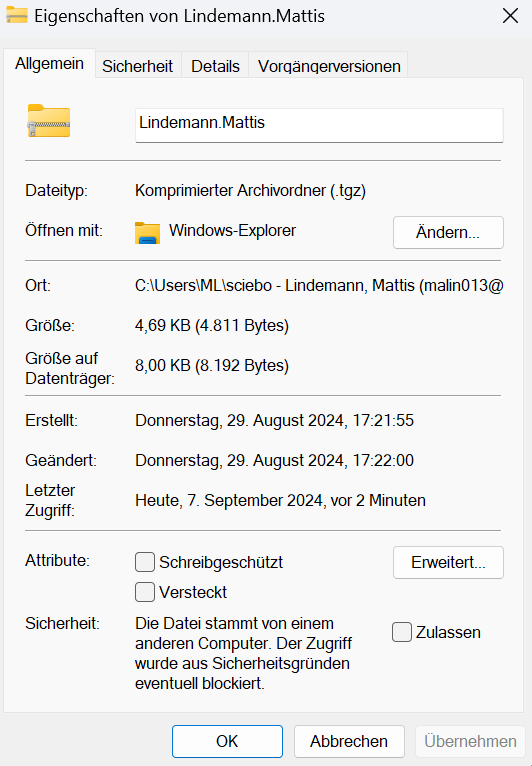 Eigenschaften von Lindemann.Mattis
Allgemein Sicherheit Details Vorgängerversionen
Lindemann.Mattis
Dateityp: Komprimierter Archivordner (.tgz)
Öffnen mit: Windows-Explorer Ändern...
Ort: C:\Users\ML\sciebo - Lindemann, Mattis (malin013@
Größe: 4,69 KB (4.811 Bytes)
Größe auf
Datenträger: 8,00 KB (8.192 Bytes)
Erstellt: Donnerstag, 29. August 2024, 17:21:55
Geändert: Donnerstag, 29. August 2024, 17:22:00
Letzter
Zugriff: Heute, 7. September 2024, vor 2 Minuten
Attribute: Schreibgeschützt Erweitert...
Versteckt
Sicherheit: Die Datei stammt von einem
anderen Computer. Der Zugriff
wurde aus Sicherheitsgründen
eventuell blockiert.
Zulassen
OK Abbrechen Übernehmen